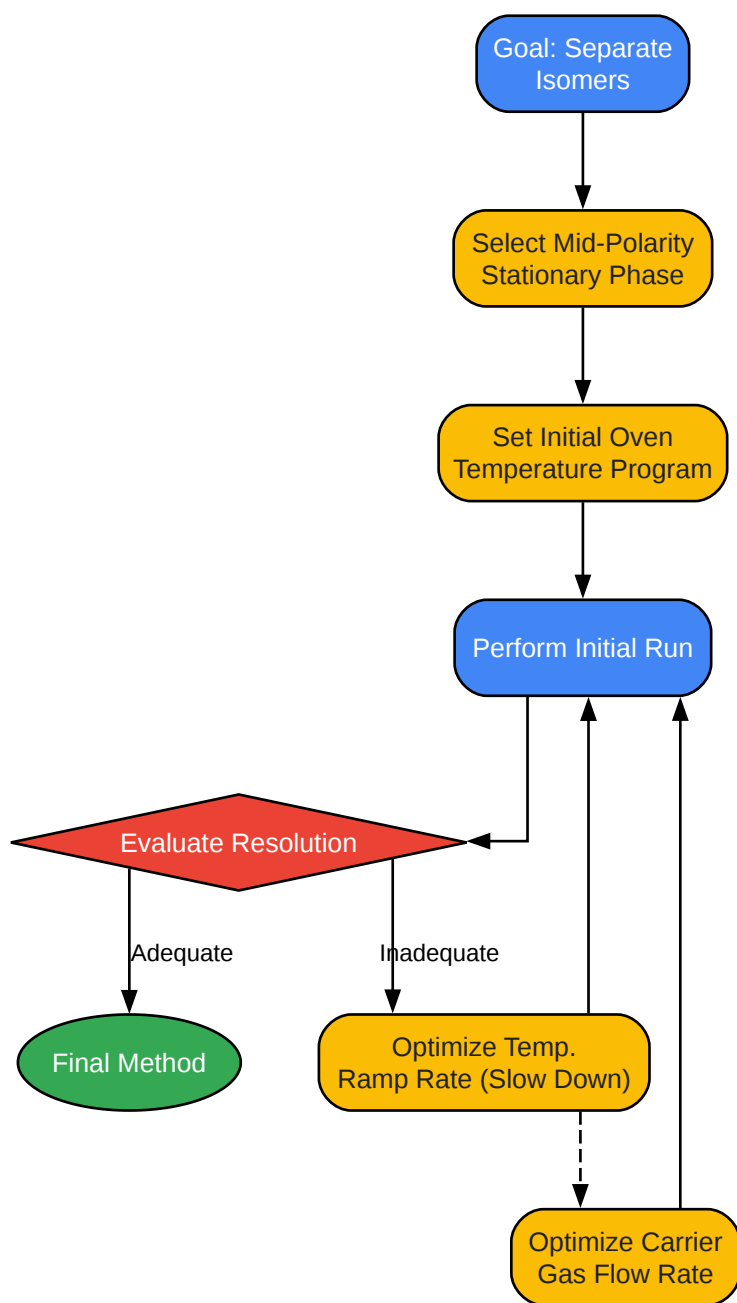 Goal: Separate
Isomers
Select Mid-Polarity
Stationary Phase
Set Initial Oven
Temperature Program
Perform Initial Run
Evaluate Resolution
Adequate
Inadequate
Final Method
Optimize Temp.
Ramp Rate (Slow Down)
Optimize Carrier
Gas Flow Rate